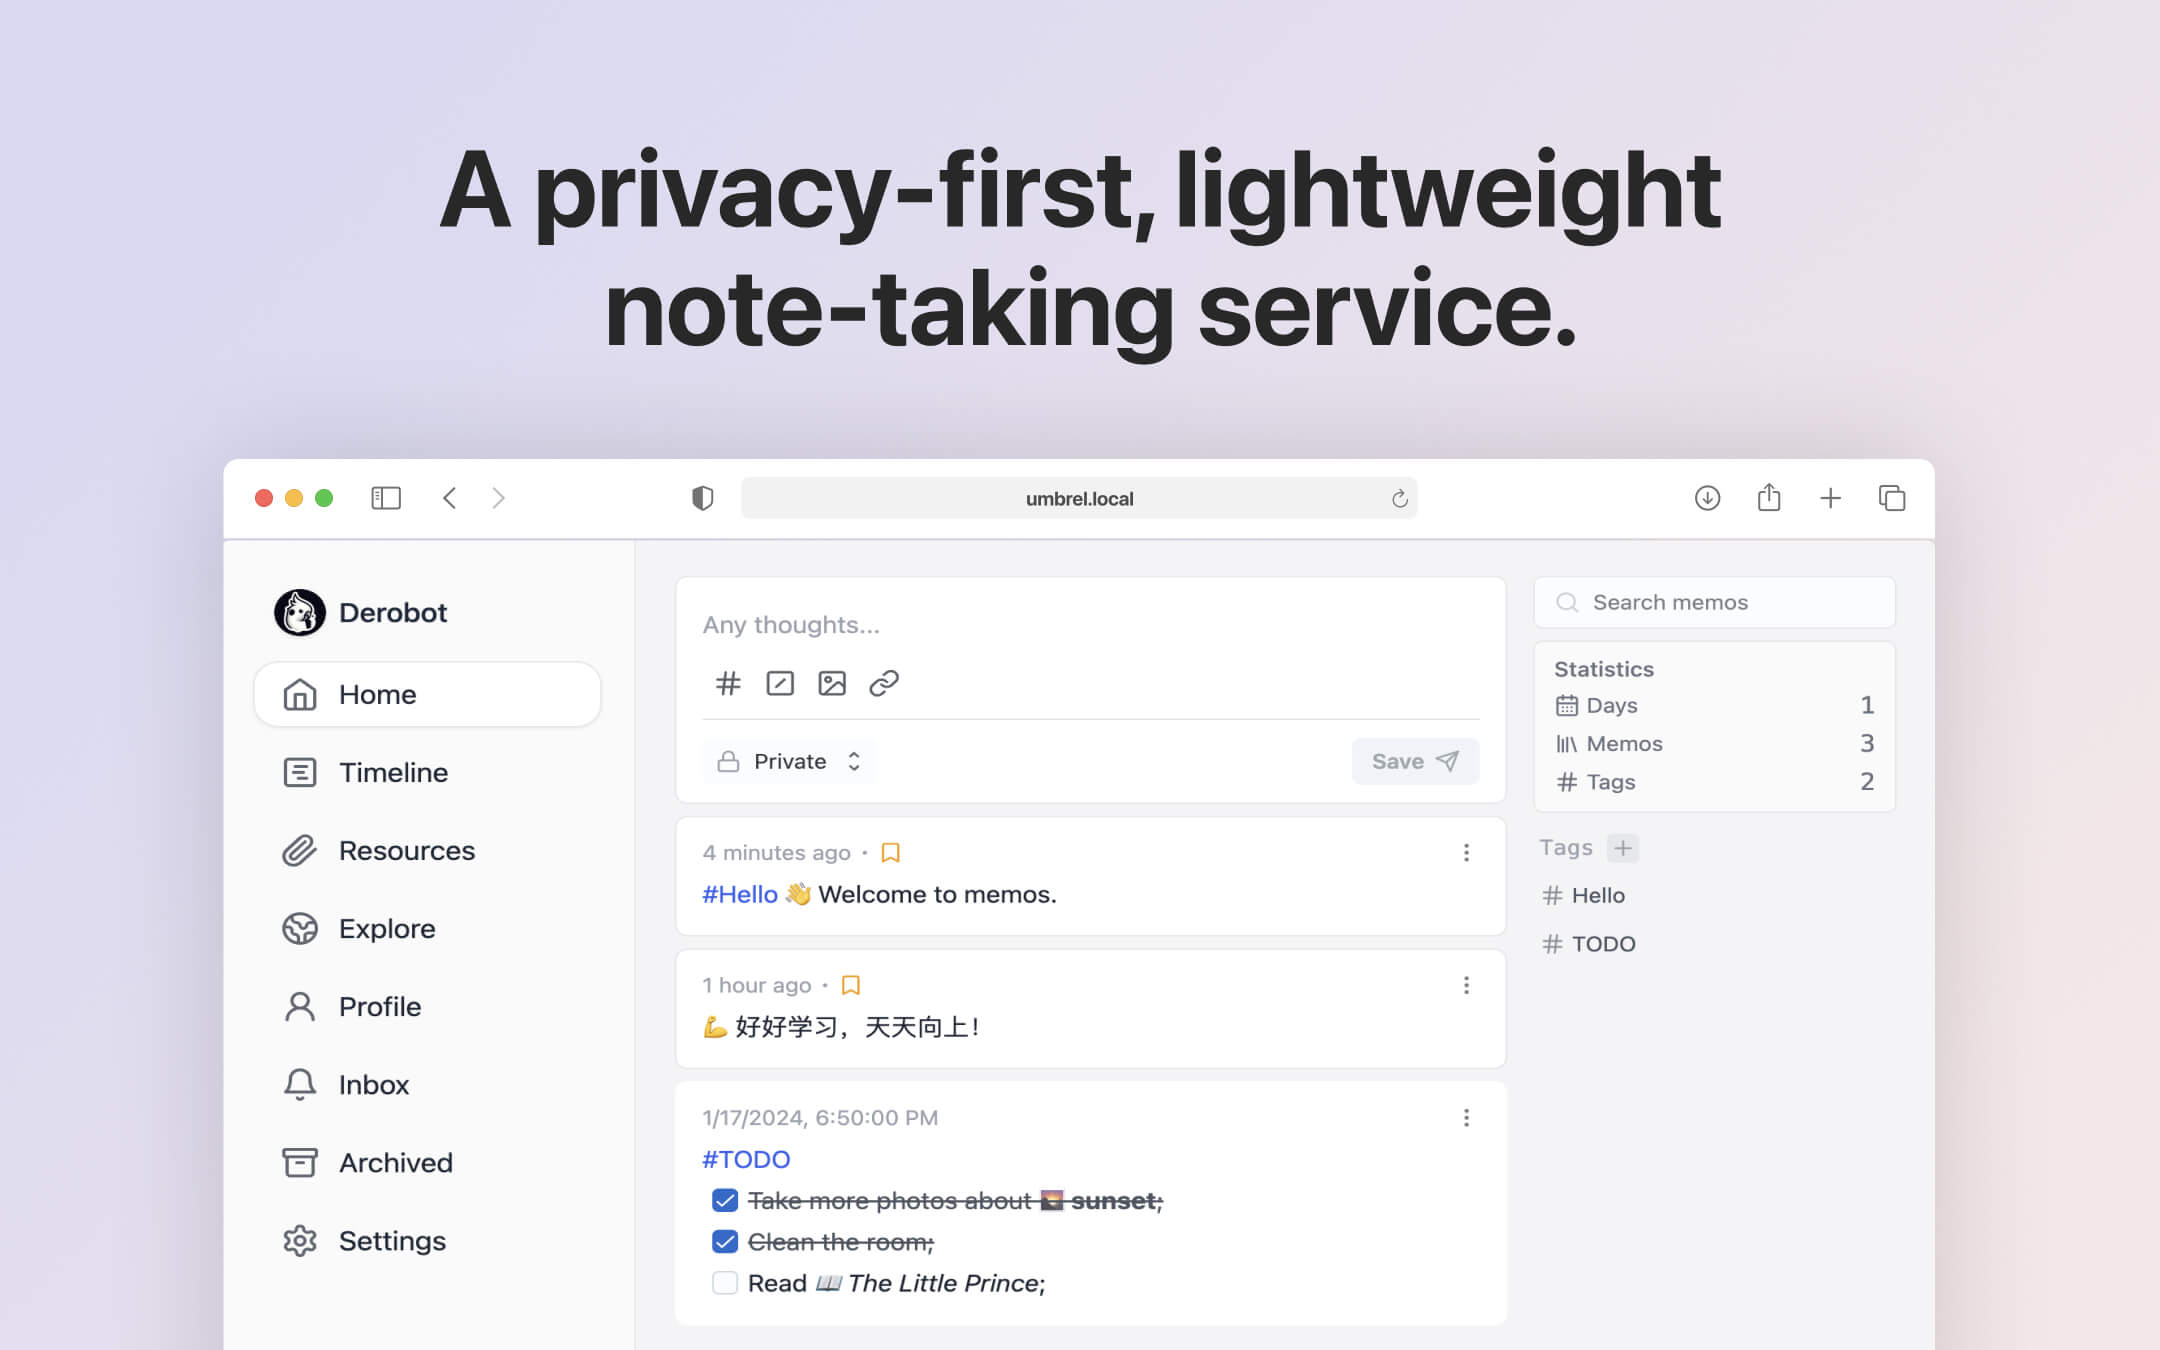 A privacy-first, lightweight
note-taking service.
umbrel.local
Derobot
Home
Timeline
Resources
Explore
Profile
Inbox
Archived
Settings
Any thoughts...
Private
Save
4 minutes ago •
#Hello 👋 Welcome to memos.
1 hour ago •
💪 好好学习，天天向上！
1/17/2024, 6:50:00 PM
#TODO
Take more photos about 🌅 sunset;
Clean the room;
Read 📖 The Little Prince;
Search memos
Statistics
Days 1
Memos 3
# Tags 2
Tags +
# Hello
# TODO